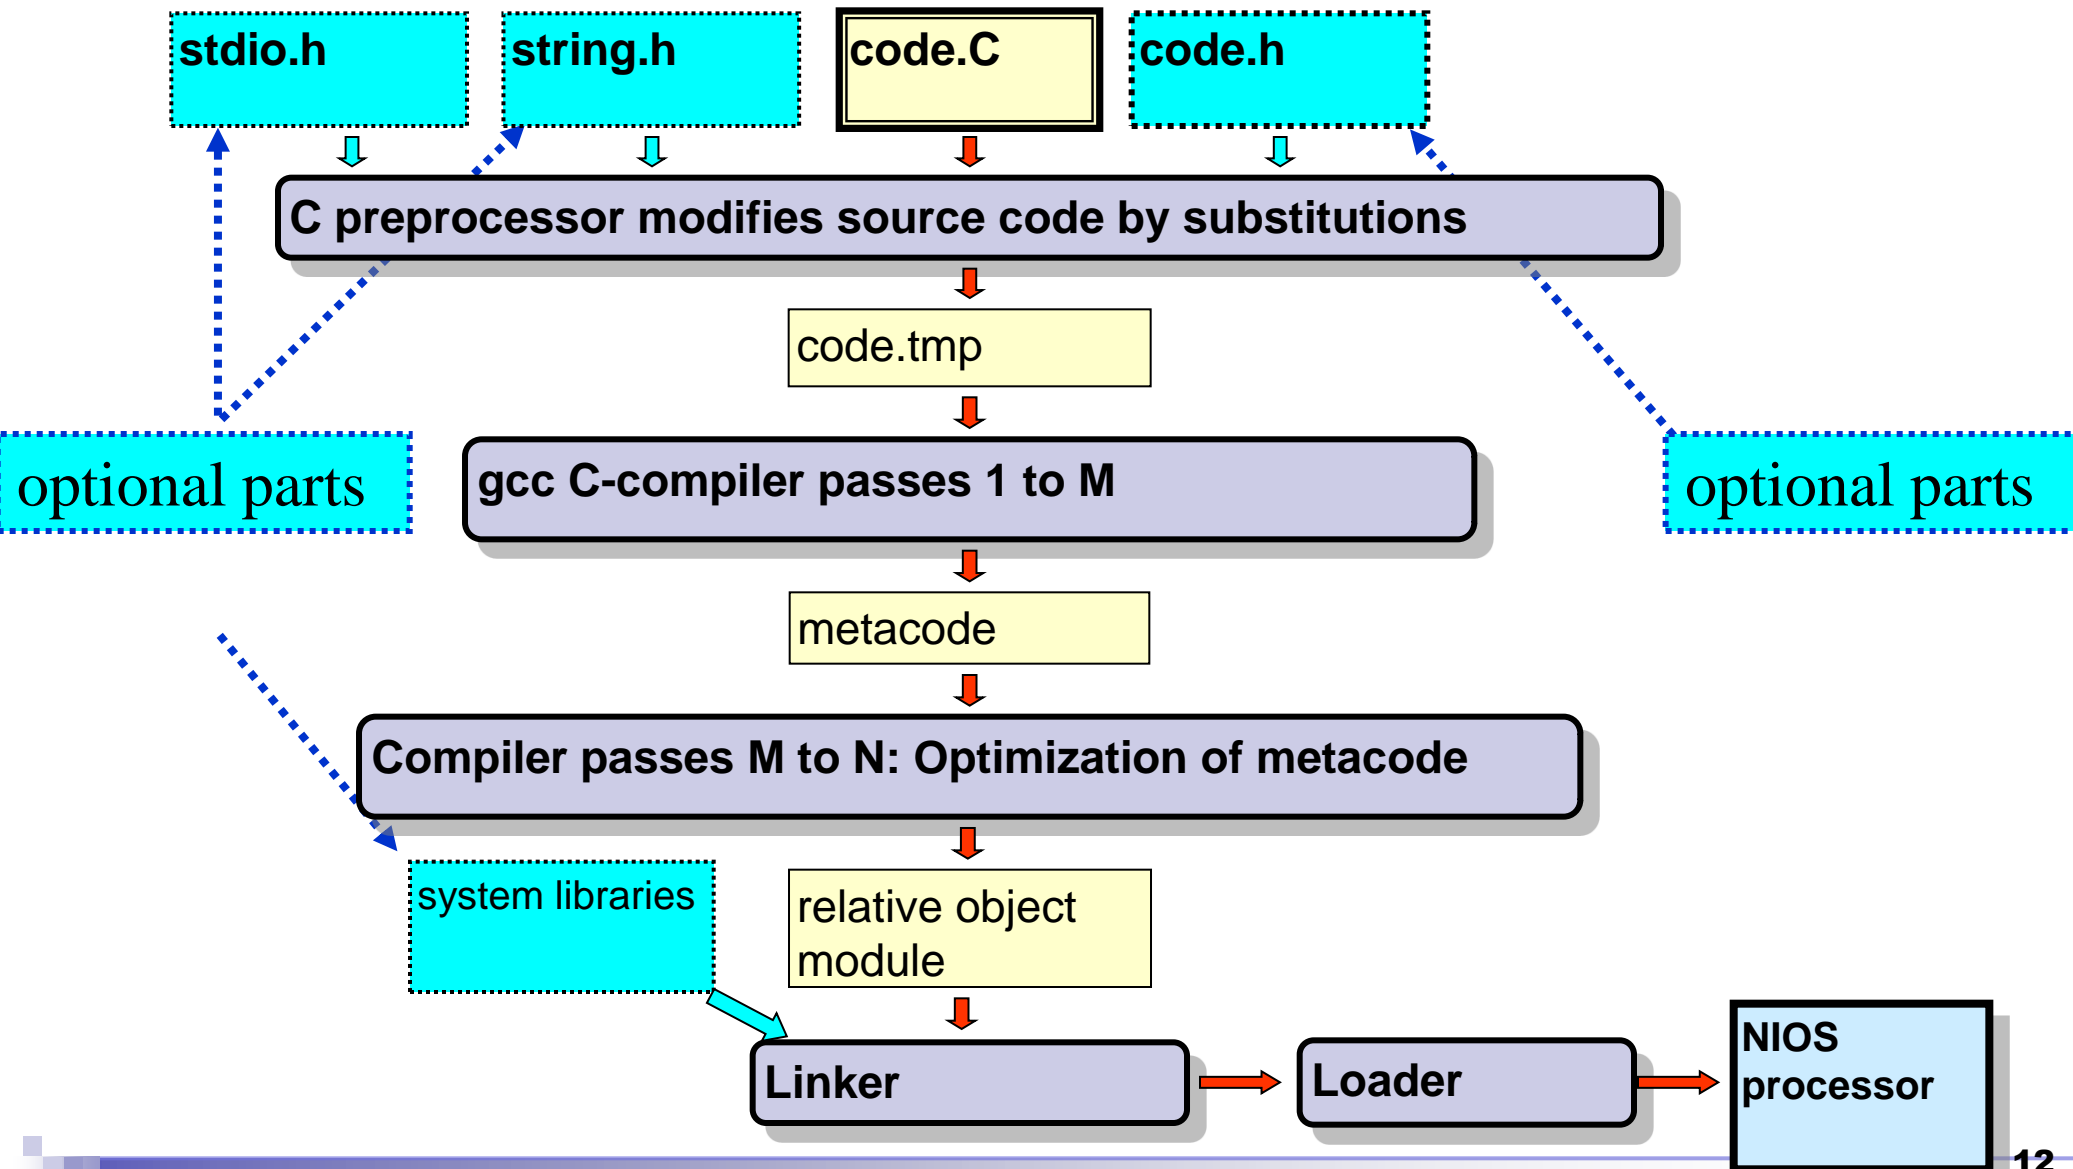 stdio.h
string.h
code.C
code.h
C preprocessor modifies source code by substitutions
code.tmp
optional parts
gcc C-compiler passes 1 to M
optional parts
metacode
Compiler passes M to N: Optimization of metacode
system libraries
relative object
module
Linker
Loader
NIOS
processor
12